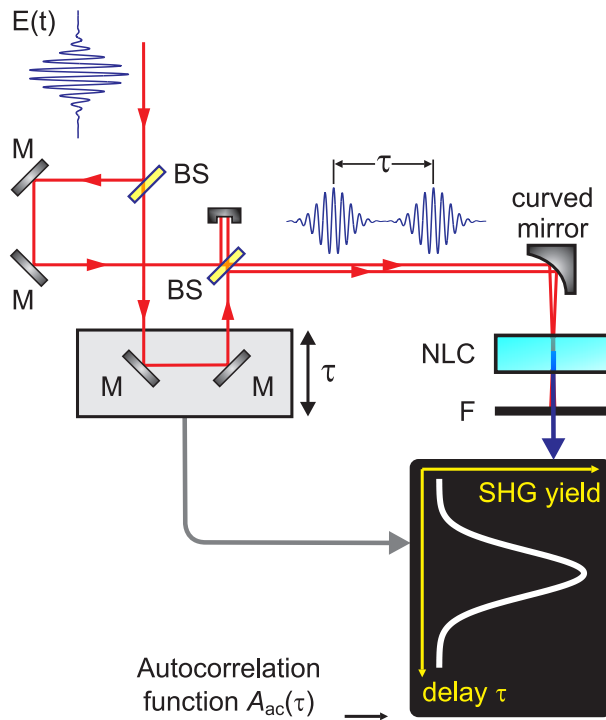 E(t)
M
BS
τ
curved
mirror
M
BS
NLC
M
M
τ
F
SHG yield
delay τ
Autocorrelation
function A_ac(τ)